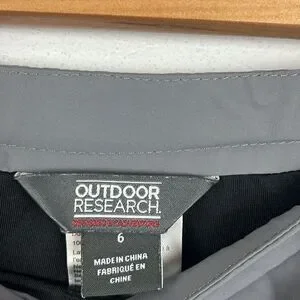 OUTDOOR
RESEARCH
6
MADE IN CHINA
FABRIQUÉ EN
CHINE